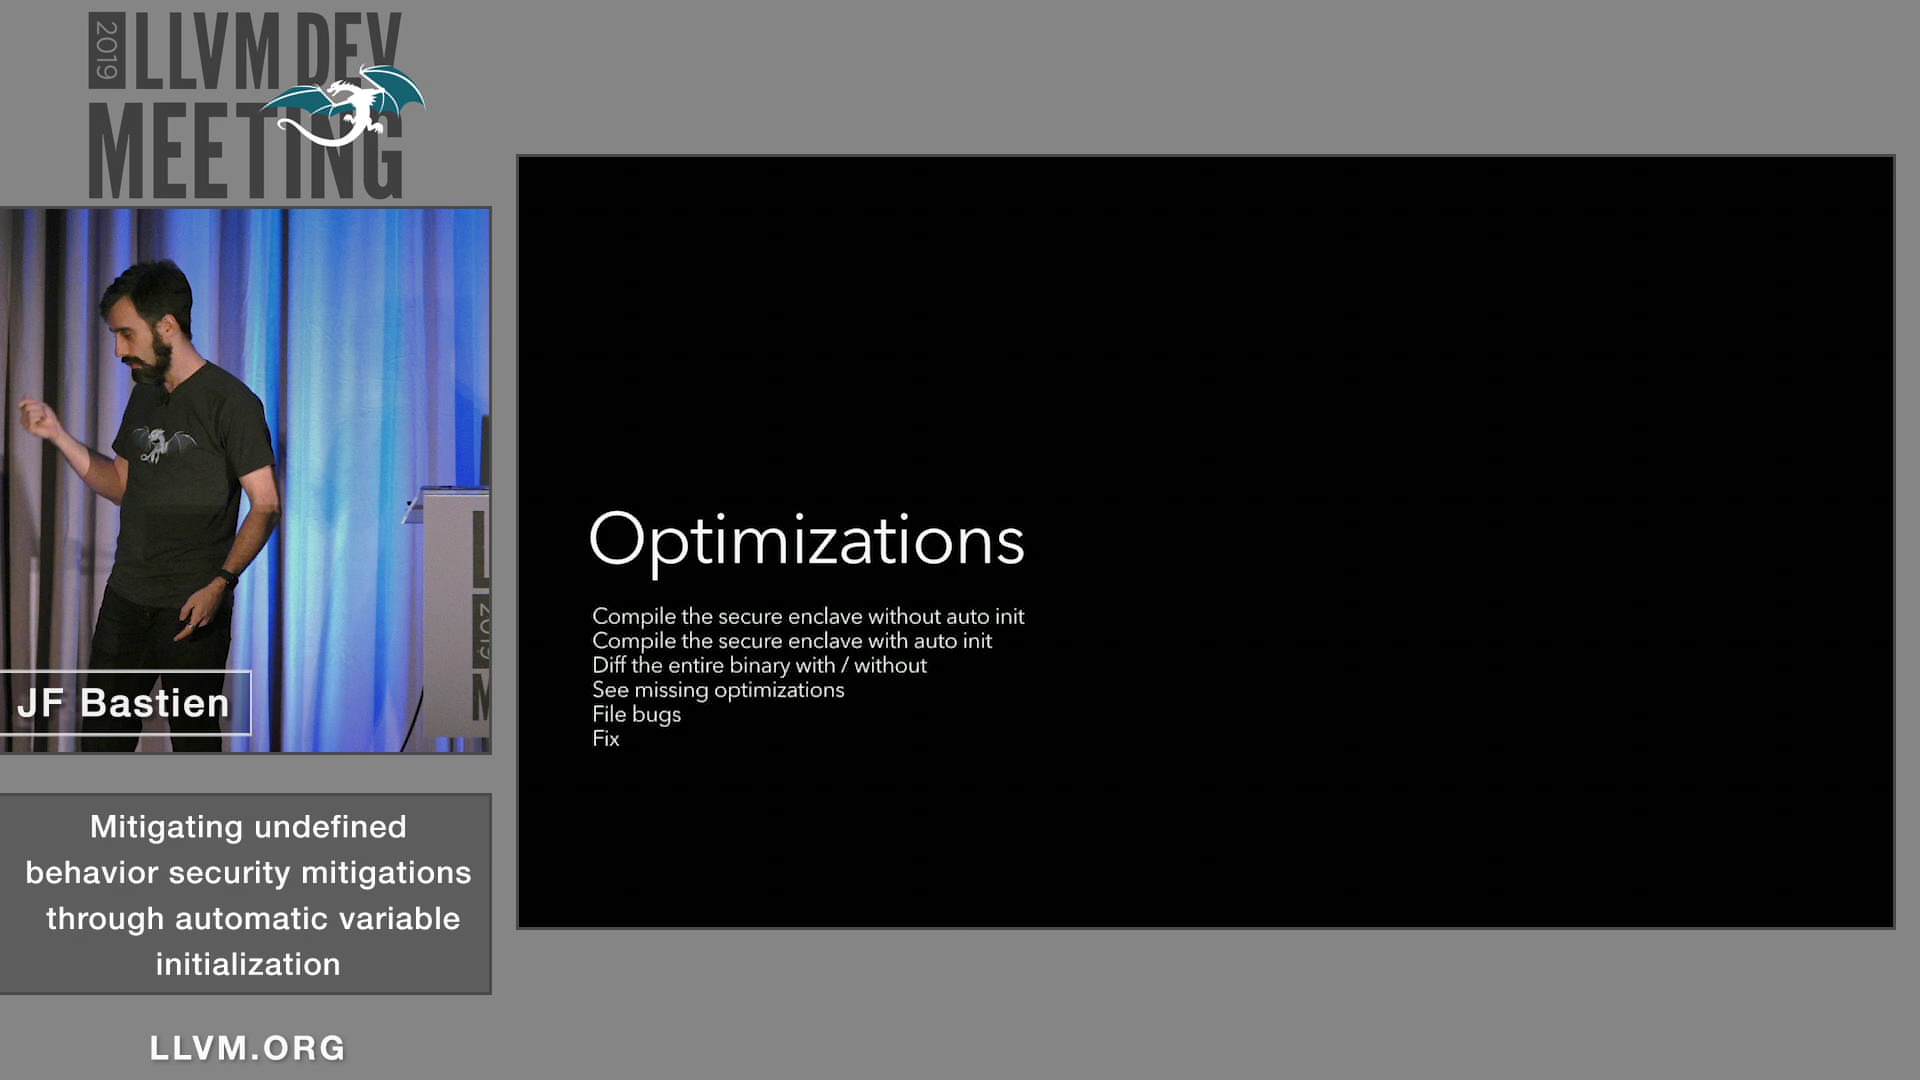 2019
LLVM DEV
MEETING
JF Bastien
Mitigating undefined
behavior security mitigations
through automatic variable
initialization
LLVM.ORG
Optimizations
Compile the secure enclave without auto init
Compile the secure enclave with auto init
Diff the entire binary with / without
See missing optimizations
File bugs
Fix
L
2019
M